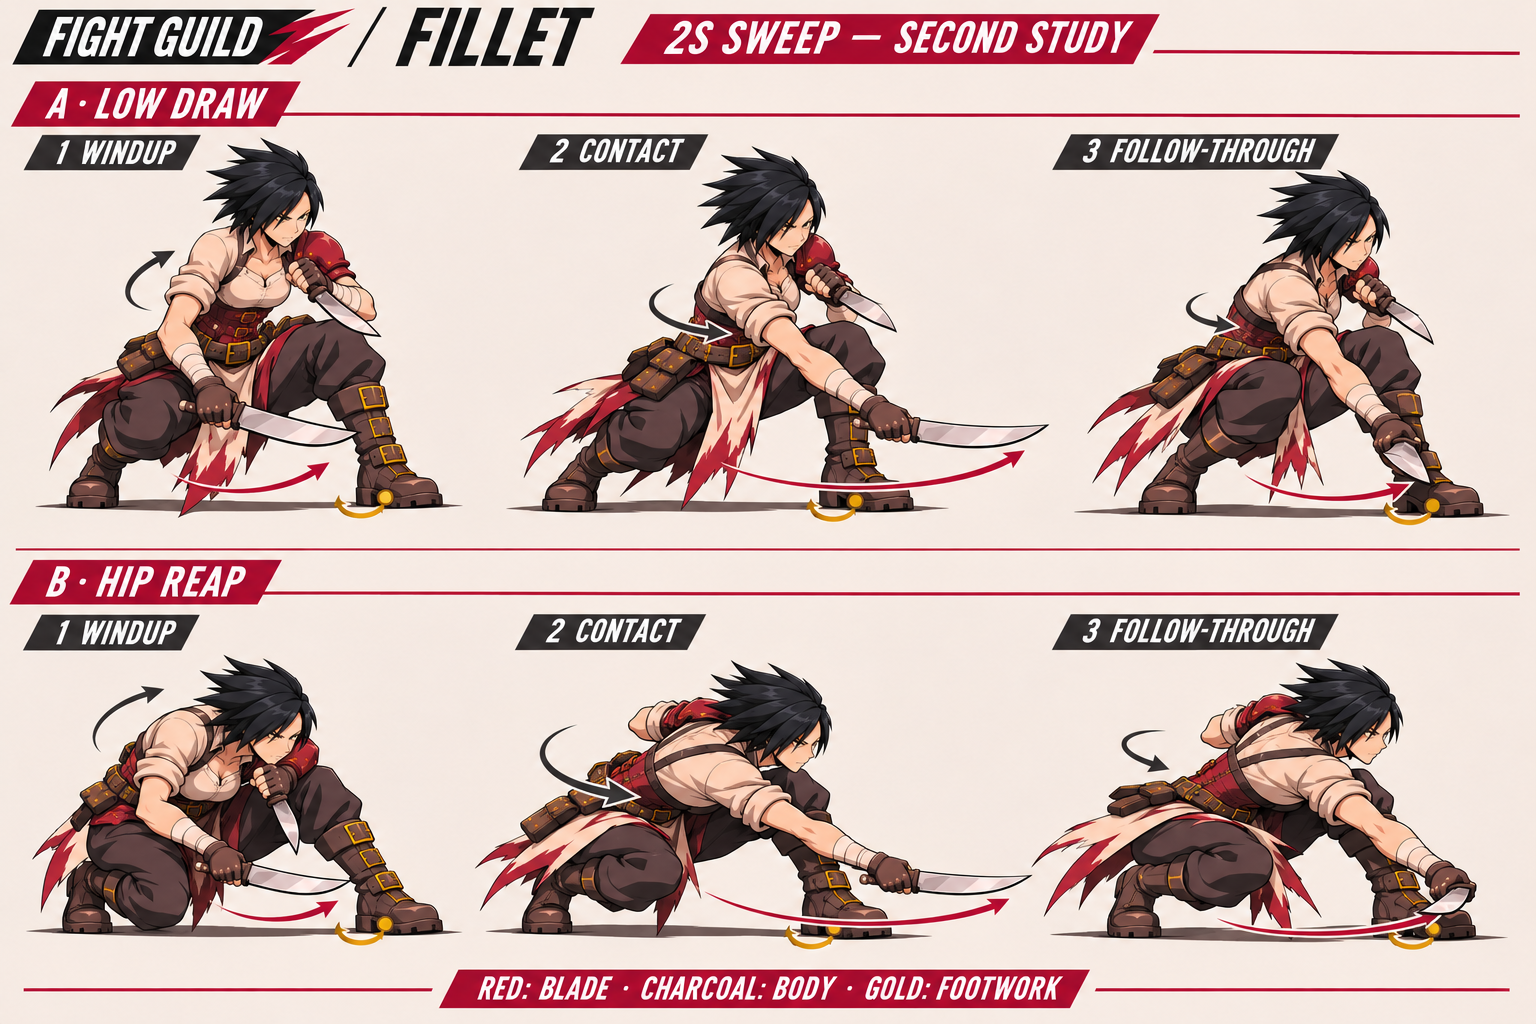 FIGHT GUILD / FILLET
2S SWEEP — SECOND STUDY
A · LOW DRAW
1 WINDUP
2 CONTACT
3 FOLLOW-THROUGH
B · HIP REAP
1 WINDUP
2 CONTACT
3 FOLLOW-THROUGH
RED: BLADE · CHARCOAL: BODY · GOLD: FOOTWORK